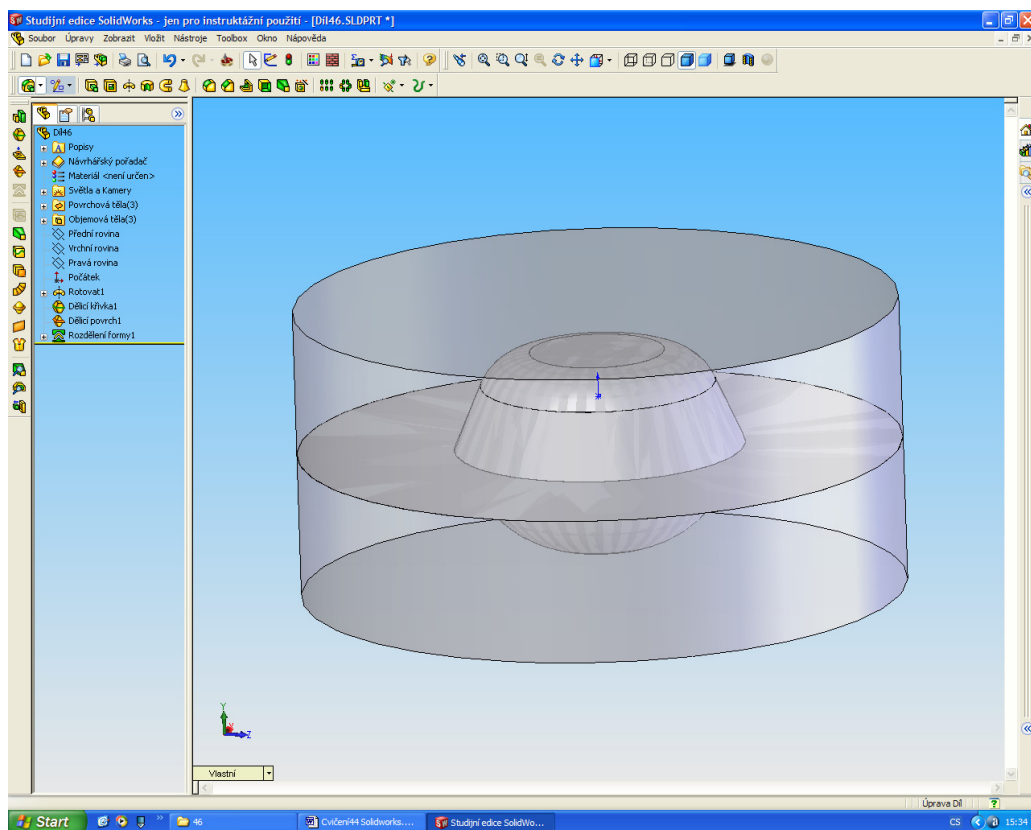 Studijní edice SolidWorks - jen pro instruktážní použití - [Díl46.SLDPRT *]
Soubor Úpravy Zobrazit Vložit Nástroje Toolbox Okno Nápověda
Díl46
Popisy
Návrhářský pořadač
Materiál <není určen>
Světla a Kamery
Povrchová těla(3)
Objemová těla(3)
Přední rovina
Vrchní rovina
Pravá rovina
Počátek
Rotovat1
Dělicí křivka1
Dělicí povrch1
Rozdělení formy1
Y
Z
Vlastní
Úprava Díl
Start
46
Cvičení44 Solidworks....
Studijní edice SolidWo...
CS
15:34